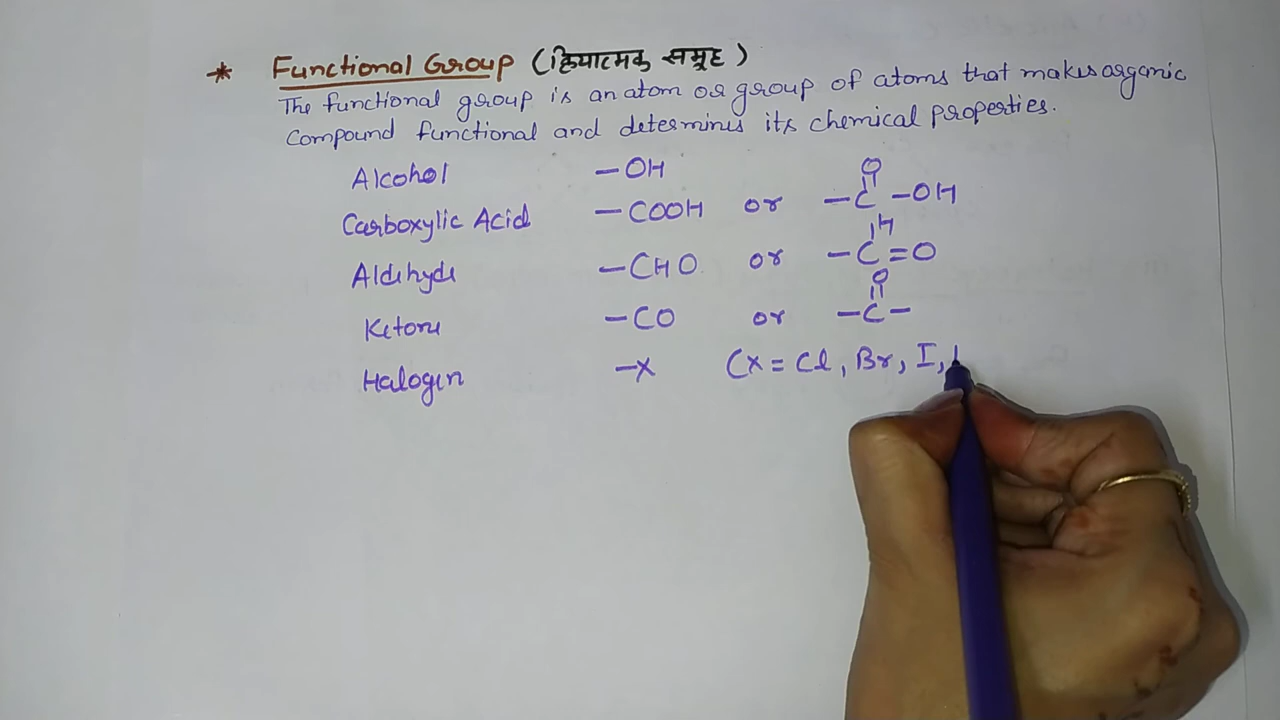 * Functional Group (क्रियात्मक समूह)
The functional group is an atom or group of atoms that makes organic
compound functional and determines its chemical properties.
Alcohol —OH
Carboxylic Acid —COOH or —C(=O)—OH
Aldehyde —CHO or —C(H)=O
Ketone —CO or —C(=O)—
Halogen —X (X = Cl, Br, I,